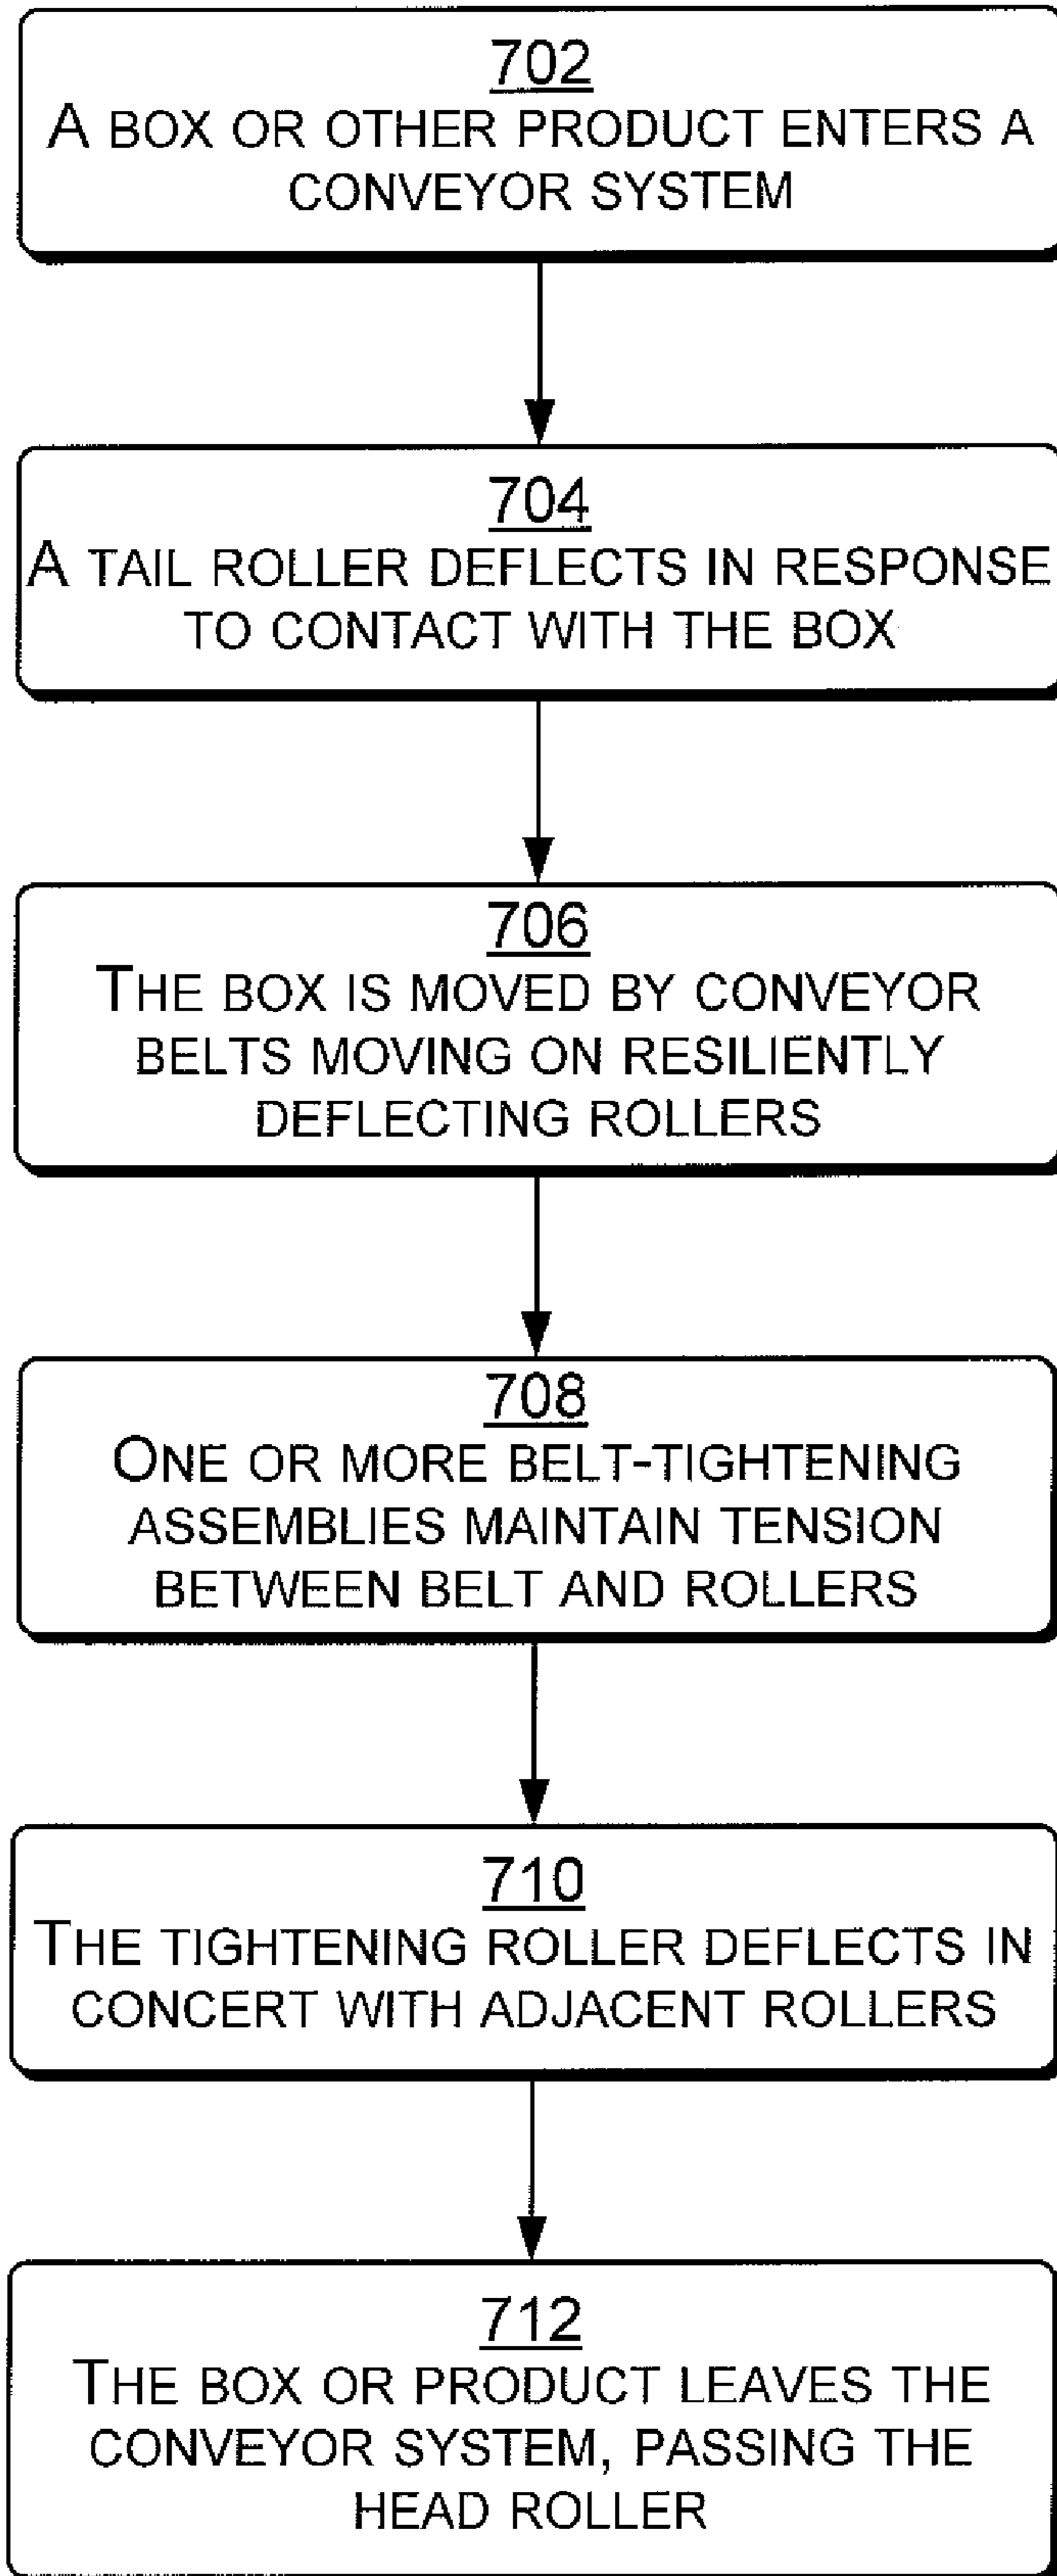 702
A BOX OR OTHER PRODUCT ENTERS A
CONVEYOR SYSTEM
704
A TAIL ROLLER DEFLECTS IN RESPONSE
TO CONTACT WITH THE BOX
706
THE BOX IS MOVED BY CONVEYOR
BELTS MOVING ON RESILIENTLY
DEFLECTING ROLLERS
708
ONE OR MORE BELT-TIGHTENING
ASSEMBLIES MAINTAIN TENSION
BETWEEN BELT AND ROLLERS
710
THE TIGHTENING ROLLER DEFLECTS IN
CONCERT WITH ADJACENT ROLLERS
712
THE BOX OR PRODUCT LEAVES THE
CONVEYOR SYSTEM, PASSING THE
HEAD ROLLER